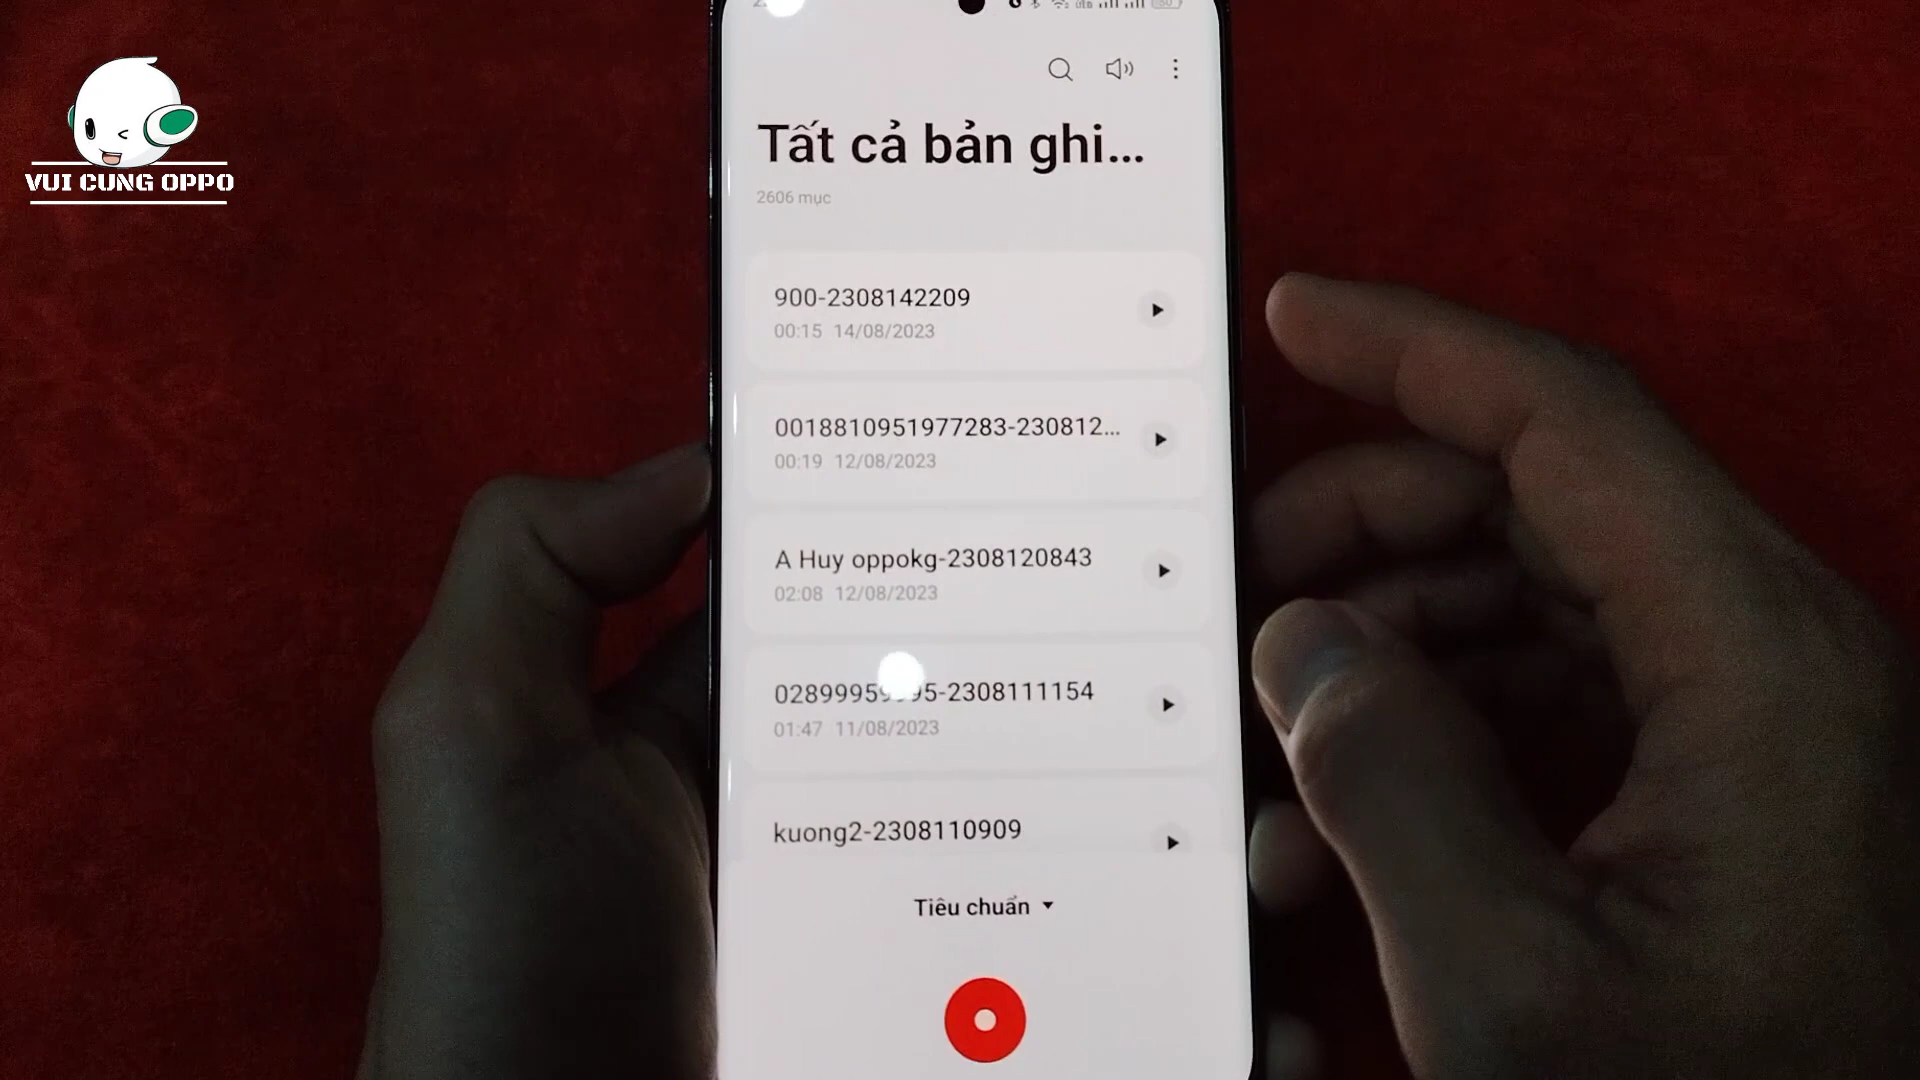 VUI CUNG OPPO
Tất cả bản ghi...
2606 mục
900-2308142209
00:15 14/08/2023
0018810951977283-230812...
00:19 12/08/2023
A Huy oppokg-2308120843
02:08 12/08/2023
01:47 11/08/2023
kuong2-2308110909
Tiêu chuẩn